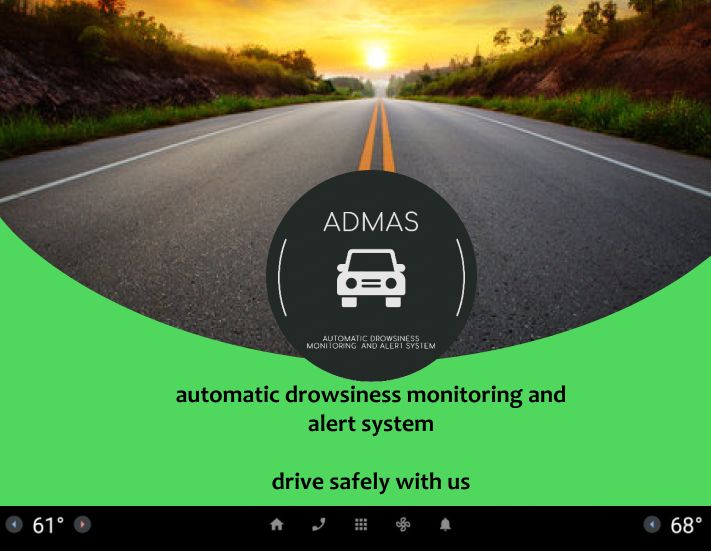 ADMAS
AUTOMATIC DROWSINESS
MONITORING AND ALERT SYSTEM
automatic drowsiness monitoring and
alert system
drive safely with us
61° 68°